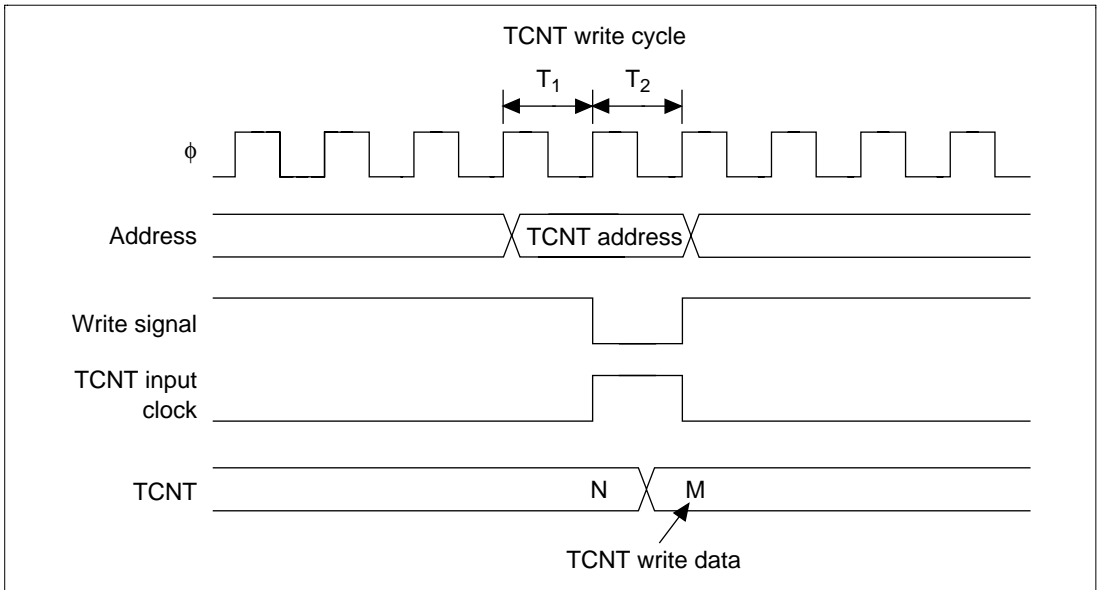 TCNT write cycle
T1 T2
ϕ
Address
TCNT address
Write signal
TCNT input
clock
TCNT
N M
TCNT write data